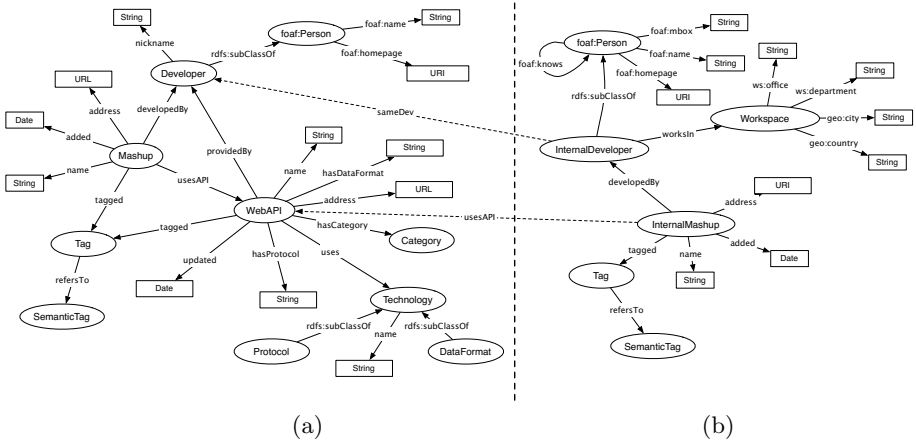 String
nickname
Developer
rdfs:subClassOf
foaf:Person
foaf:name
String
foaf:homepage
URI
URL
address
Date
added
developedBy
Mashup
name
String
providedBy
usesAPI
tagged
String
name
hasDataFormat
String
address
URL
WebAPI
hasCategory
Category
tagged
Tag
refersTo
SemanticTag
updated
Date
hasProtocol
String
uses
Technology
rdfs:subClassOf
name
rdfs:subClassOf
Protocol
String
DataFormat
(a)
sameDev
usesAPI
foaf:Person
foaf:knows
foaf:mbox
String
foaf:name
String
foaf:homepage
URI
rdfs:subClassOf
String
ws:office
ws:department
String
Workspace
geo:city
String
geo:country
String
InternalDeveloper
worksIn
developedBy
URI
address
InternalMashup
added
Date
tagged
name
String
Tag
refersTo
SemanticTag
(b)